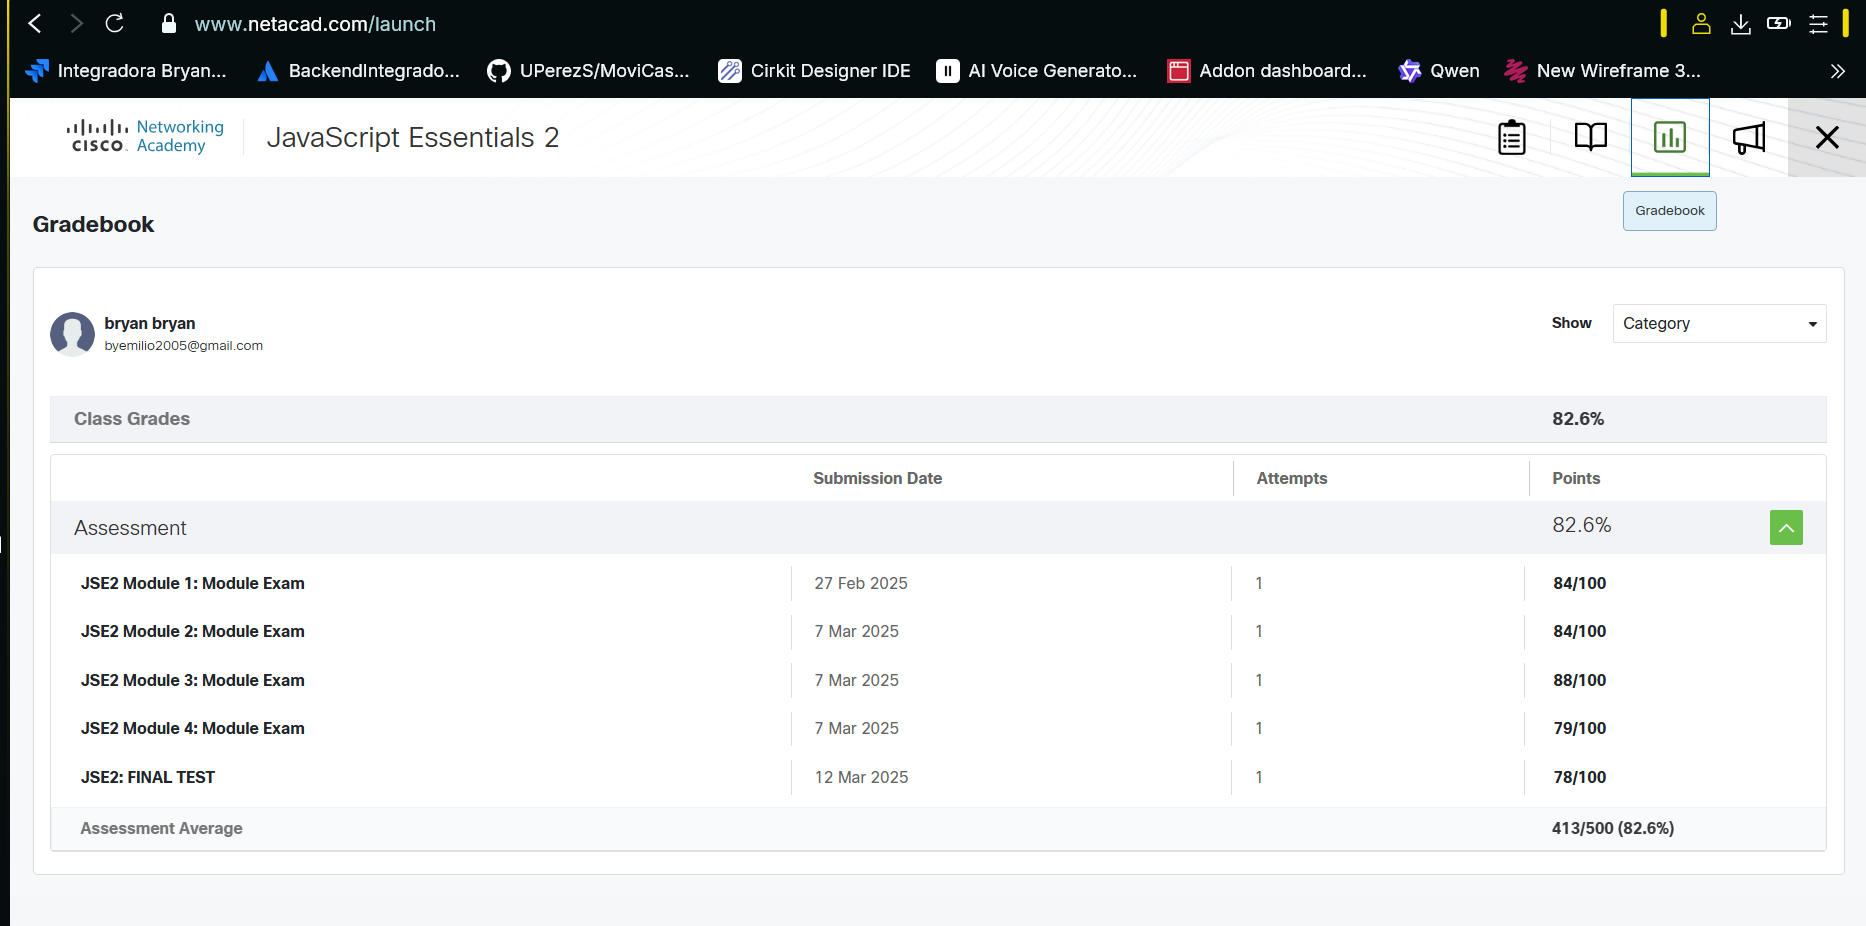 www.netacad.com/launch
Integradora Bryan...
BackendIntegrado...
UPerezS/MoviCas...
Cirkit Designer IDE
AI Voice Generato...
Addon dashboard...
Qwen
New Wireframe 3...
CISCO Networking Academy
JavaScript Essentials 2
Gradebook
Gradebook
bryan bryan
byemilio2005@gmail.com
Show Category
Class Grades 82.6%
Submission Date Attempts Points
Assessment 82.6%
JSE2 Module 1: Module Exam 27 Feb 2025 1 84/100
JSE2 Module 2: Module Exam 7 Mar 2025 1 84/100
JSE2 Module 3: Module Exam 7 Mar 2025 1 88/100
JSE2 Module 4: Module Exam 7 Mar 2025 1 79/100
JSE2: FINAL TEST 12 Mar 2025 1 78/100
Assessment Average 413/500 (82.6%)